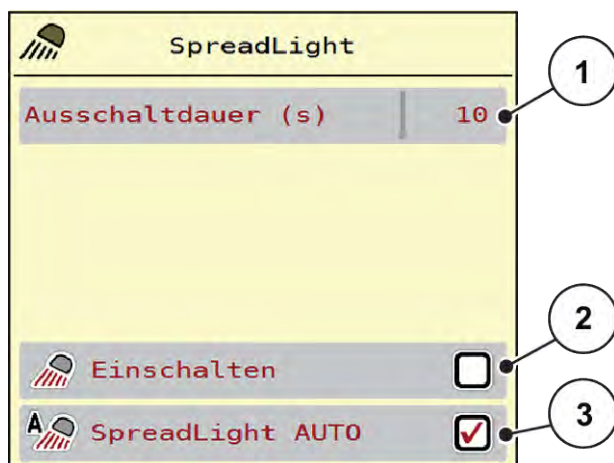 SpreadLight
Ausschaltdauer (s) 10
1
Einschalten
2
A SpreadLight AUTO
3